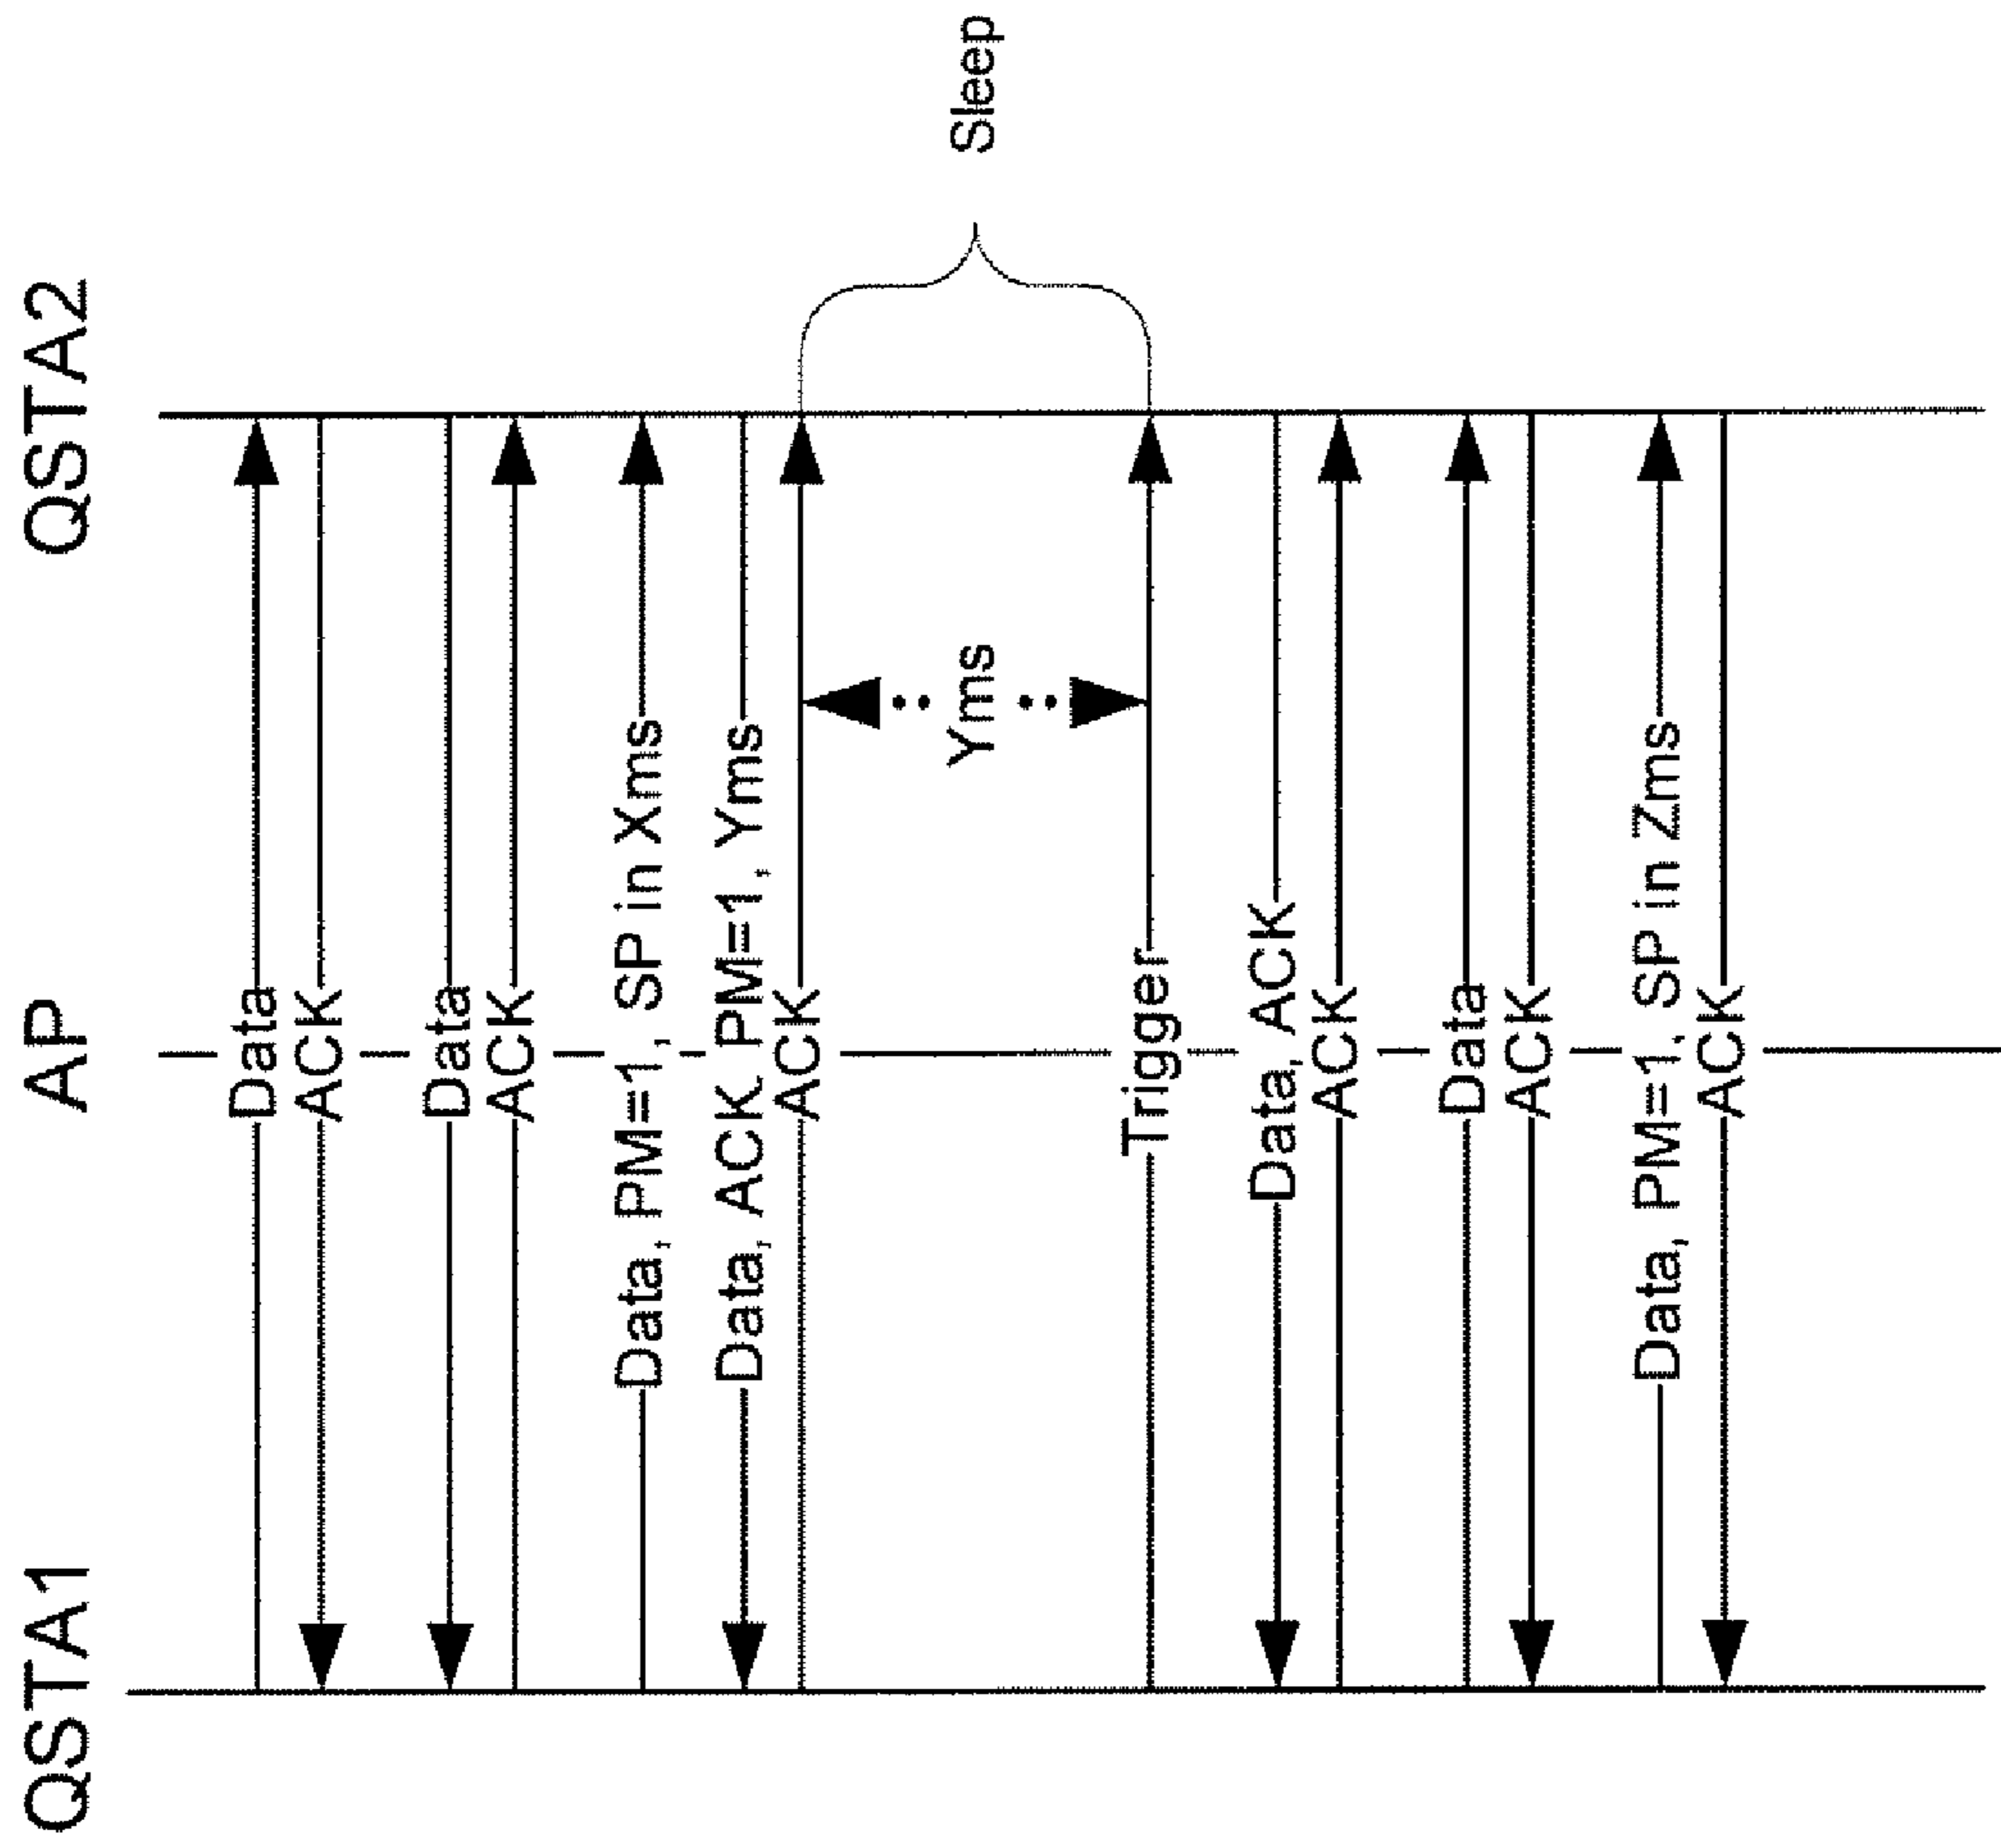 QSTA1
AP
QSTA2
Data
ACK
Data
ACK
Data, PM=1, SP in Xms
Data, ACK PM=1, Yms
ACK
Yms
Sleep
Trigger
Data, ACK
ACK
Data
ACK
Data, PM=1, SP in Zms
ACK